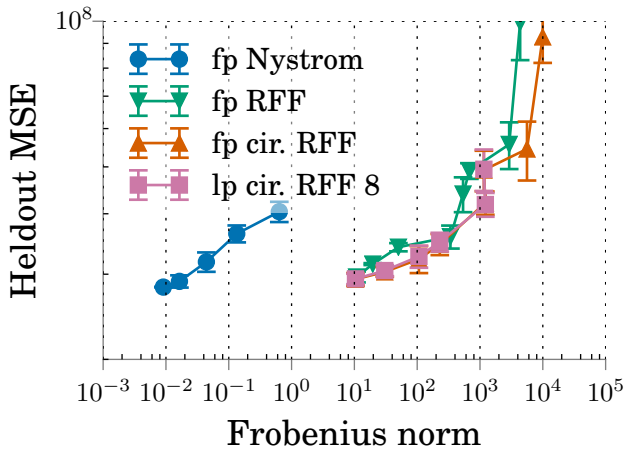 10^8
fp Nystrom
fp RFF
fp cir. RFF
lp cir. RFF 8
Heldout MSE
10^−3 10^−2 10^−1 10^0 10^1 10^2 10^3 10^4 10^5
Frobenius norm